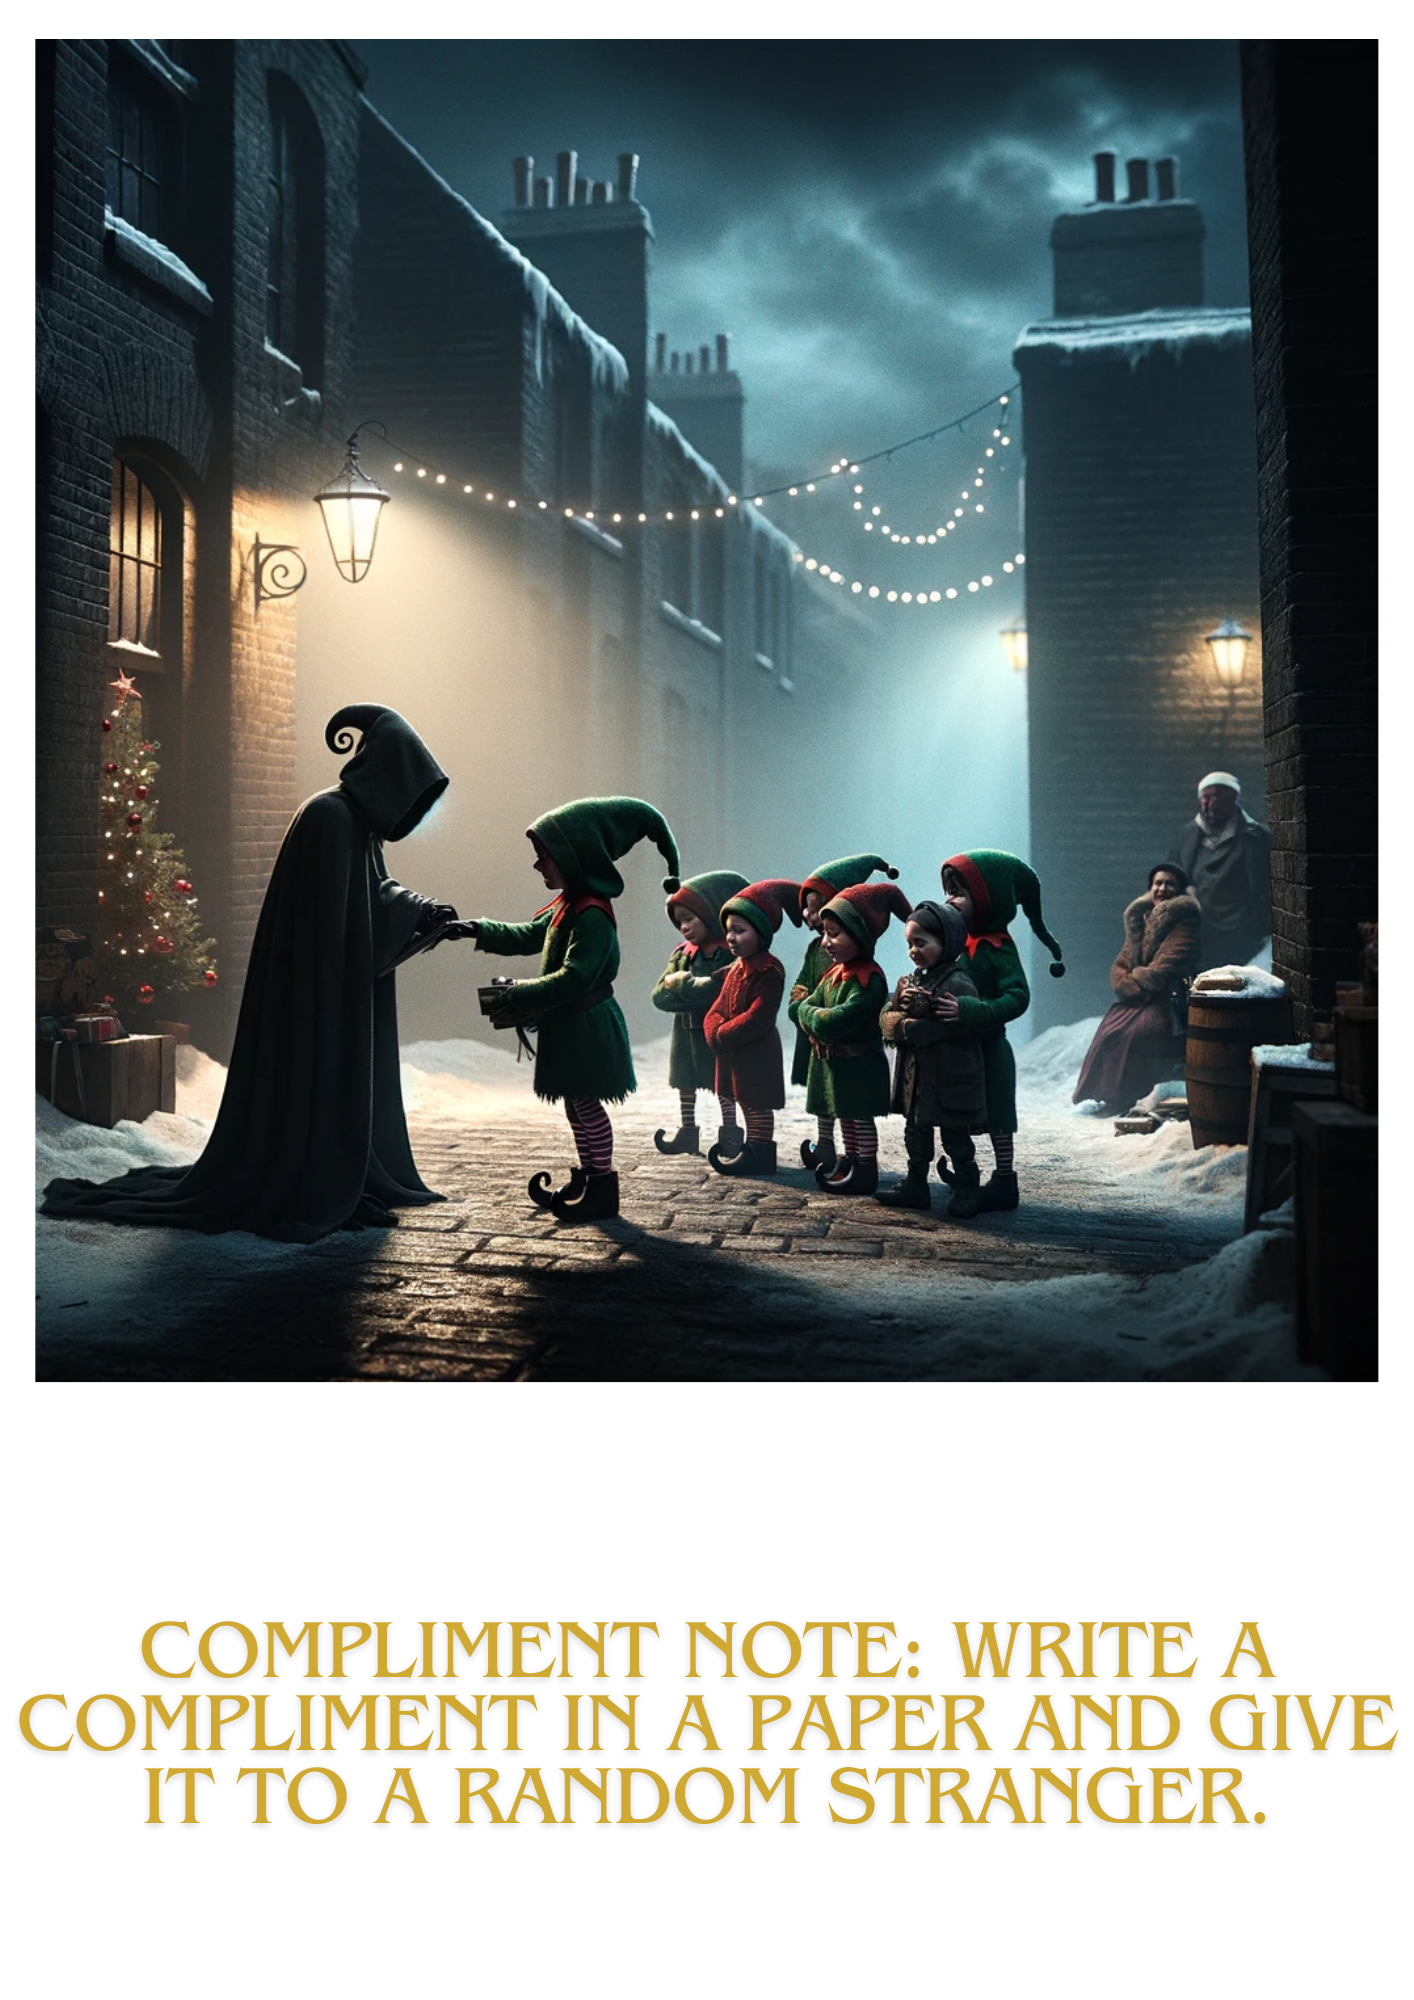 COMPLIMENT NOTE: WRITE A
COMPLIMENT IN A PAPER AND GIVE
IT TO A RANDOM STRANGER.